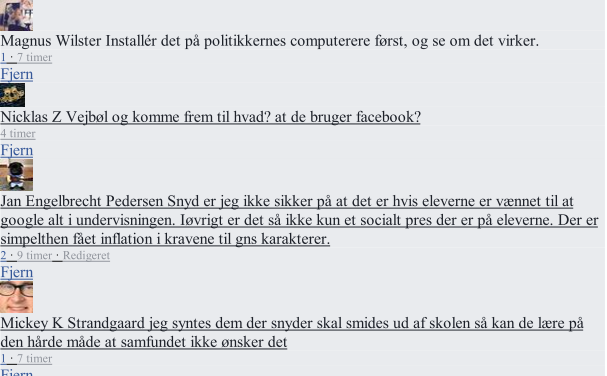 Magnus Wilster Installér det på politikkernes computerere først, og se om det virker.
1 · 7 timer
Fjern
Nicklas Z Vejbøl og komme frem til hvad? at de bruger facebook?
4 timer
Fjern
Jan Engelbrecht Pedersen Snyd er jeg ikke sikker på at det er hvis eleverne er vænnet til at
google alt i undervisningen. Iøvrigt er det så ikke kun et socialt pres der er på eleverne. Der er
simpelthen fået inflation i kravene til gns karakterer.
2 · 9 timer · Redigeret
Fjern
Mickey K Strandgaard jeg syntes dem der snyder skal smides ud af skolen så kan de lære på
den hårde måde at samfundet ikke ønsker det
1 · 7 timer
Fjern